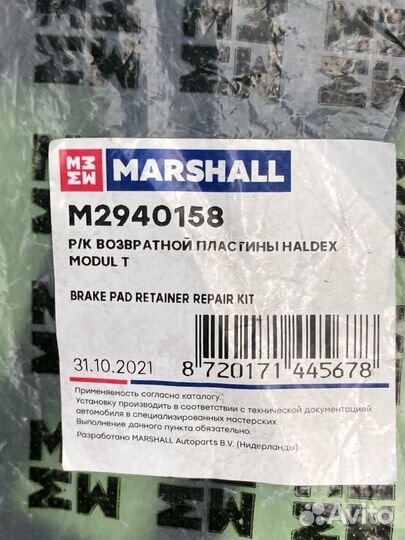 MARSHALL
M2940158
Р/К ВОЗВРАТНОЙ ПЛАСТИНЫ HALDEX
MODUL T
BRAKE PAD RETAINER REPAIR KIT
31.10.2021
8 720171 445678
Применяемость согласно каталогу.
Установку производить в соответствии с технической документацией
автомобиля в специализированных мастерских.
Выполнение данного пункта обязательно.
Разработано MARSHALL Autoparts B.V. (Нидерланды)
Avito